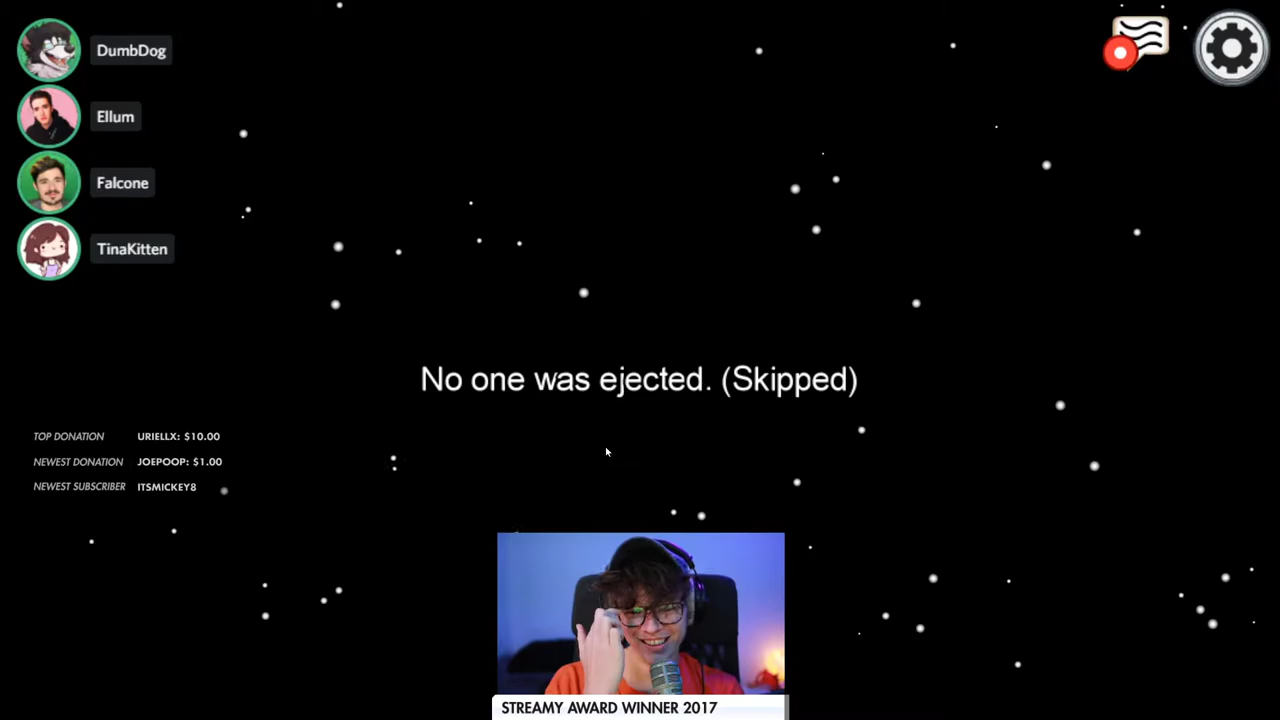 DumbDog
Ellum
Falcone
TinaKitten
No one was ejected. (Skipped)
TOP DONATION URIELLX: $10.00
NEWEST DONATION JOEPOOP: $1.00
NEWEST SUBSCRIBER ITSMICKEY8
STREAMY AWARD WINNER 2017